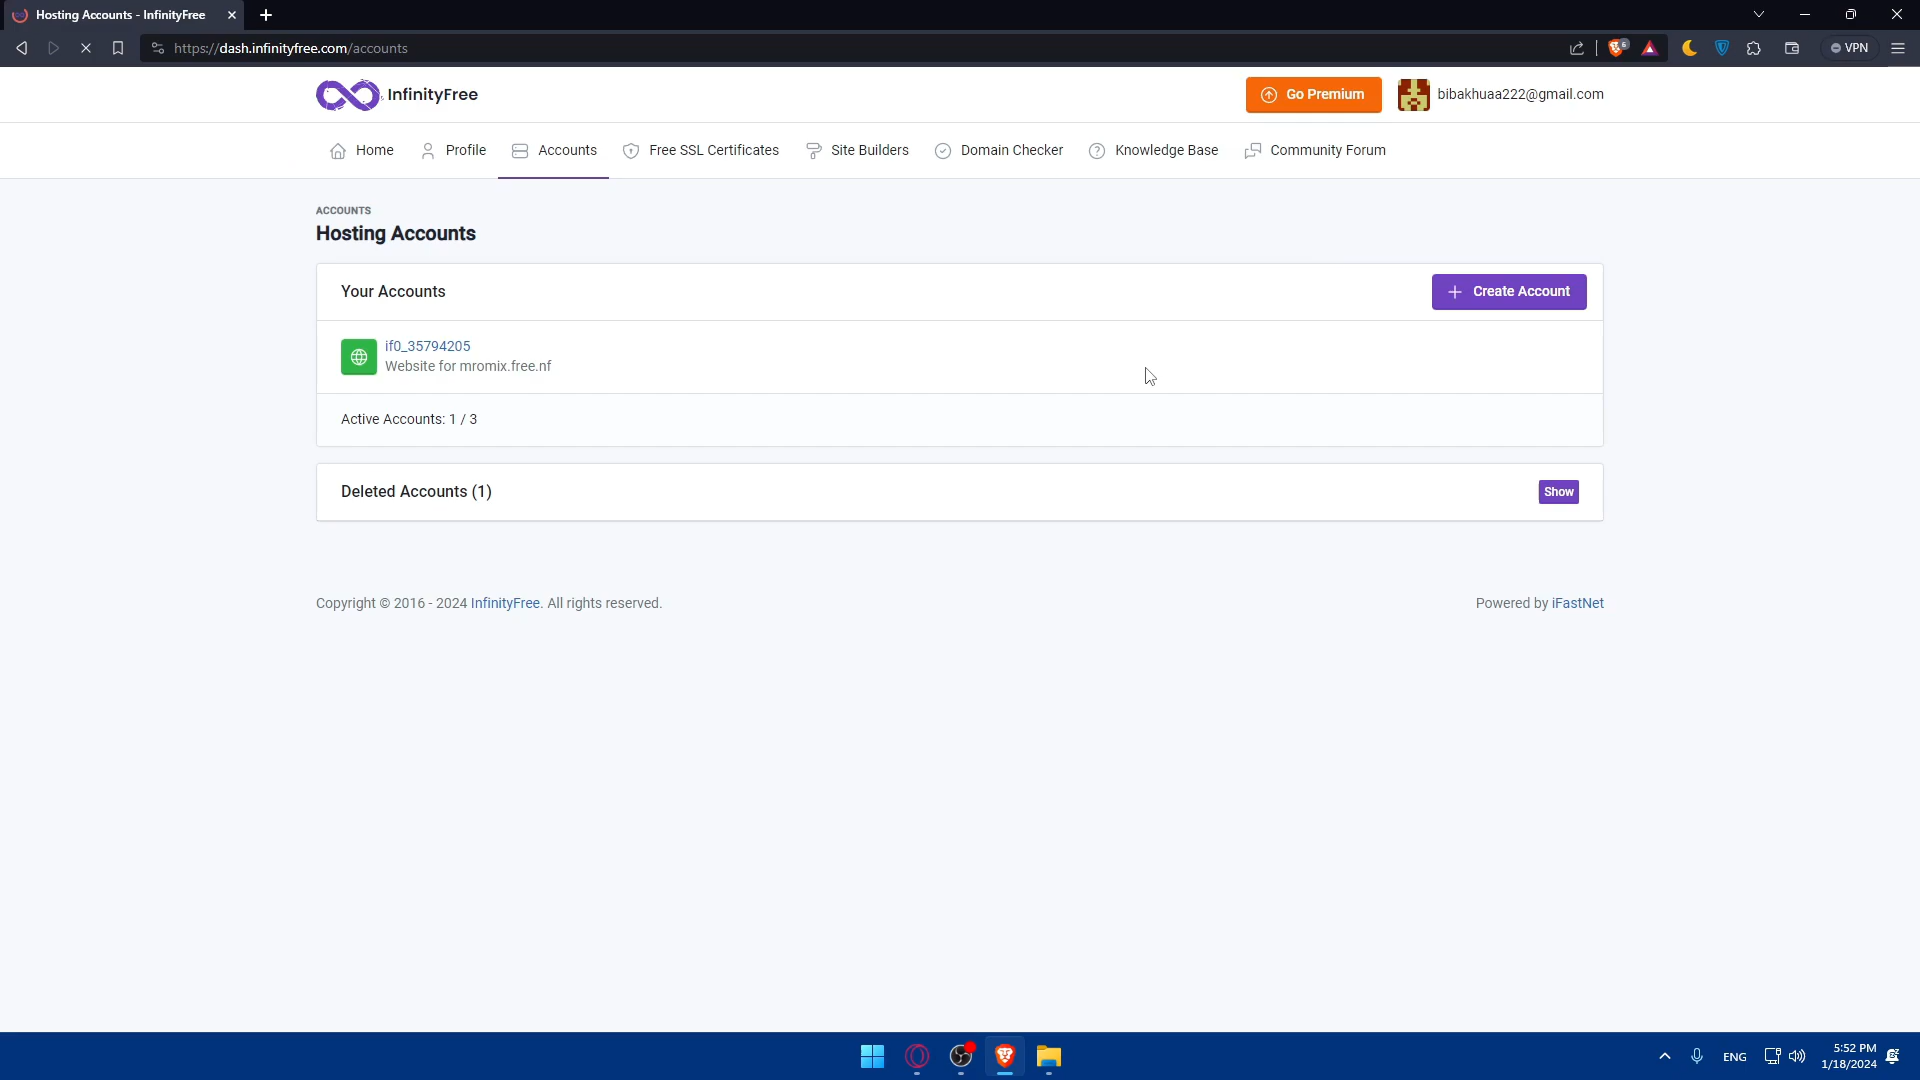 Hosting Accounts - InfinityFree
https://dash.infinityfree.com/accounts
6
VPN
InfinityFree
Go Premium
bibakhuaa222@gmail.com
Home
Profile
Accounts
Free SSL Certificates
Site Builders
Domain Checker
Knowledge Base
Community Forum
ACCOUNTS
Hosting Accounts
Your Accounts
Create Account
if0_35794205
Website for mromix.free.nf
Active Accounts: 1 / 3
Deleted Accounts (1)
Show
Copyright © 2016 - 2024 InfinityFree. All rights reserved.
Powered by iFastNet
ENG
5:52 PM
1/18/2024